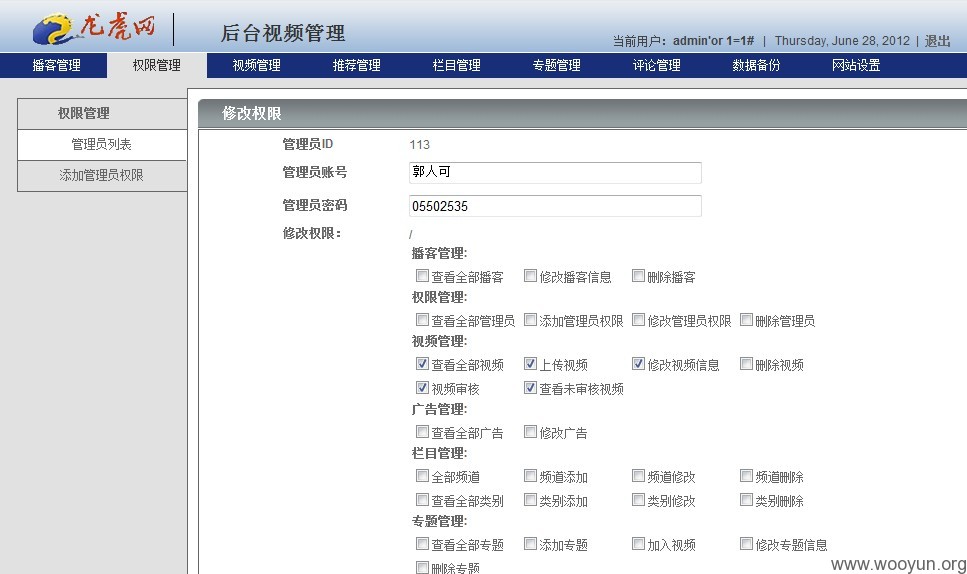 龙虎网
后台视频管理
当前用户: admin'or 1=1# | Thursday, June 28, 2012 | 退出
播客管理 权限管理 视频管理 推荐管理 栏目管理 专题管理 评论管理 数据备份 网站设置
权限管理
管理员列表
添加管理员权限
修改权限
管理员ID 113
管理员账号 郭人可
管理员密码 05502535
修改权限: /
播客管理:
查看全部播客 修改播客信息 删除播客
权限管理:
查看全部管理员 添加管理员权限 修改管理员权限 删除管理员
视频管理:
查看全部视频 上传视频 修改视频信息 删除视频
视频审核 查看未审核视频
广告管理:
查看全部广告 修改广告
栏目管理:
全部频道 频道添加 频道修改 频道删除
查看全部类别 类别添加 类别修改 类别删除
专题管理:
查看全部专题 添加专题 加入视频 修改专题信息
删除专题
www.wooyun.org